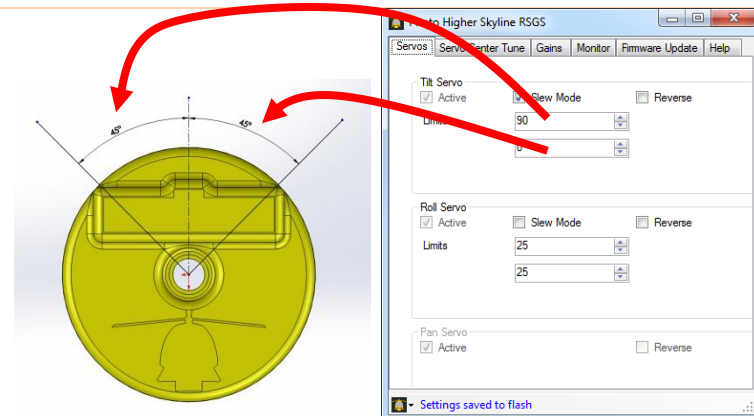 45°
45°
Higher Skyline RSGS
Servos Servo Center Tune Gains Monitor Firmware Update Help
Tilt Servo
Active Slew Mode Reverse
90
Roll Servo
Active Slew Mode Reverse
Limits 25
25
Pan Servo
Active Reverse
Settings saved to flash